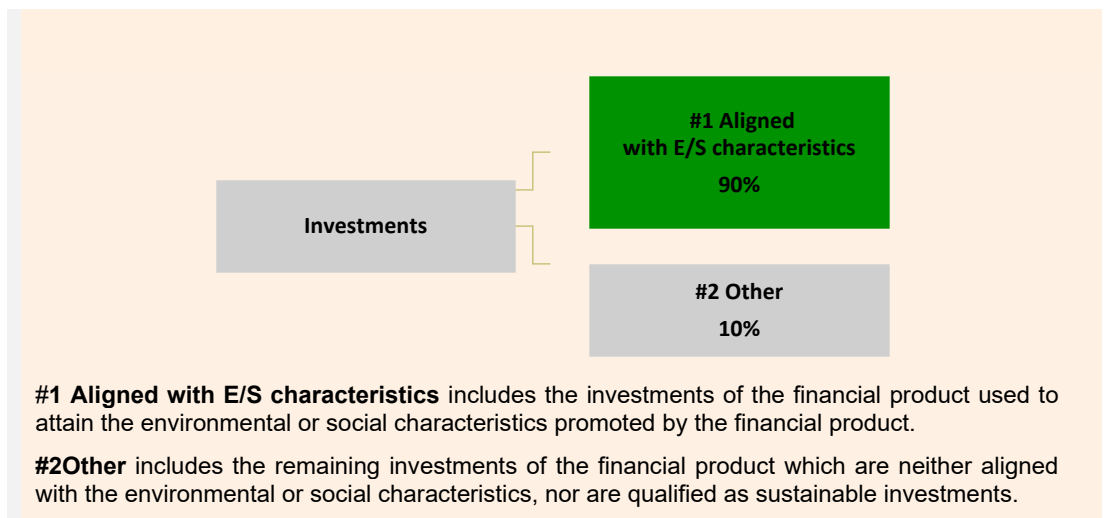 #1 Aligned
with E/S characteristics
90%
Investments
#2 Other
10%
#1 Aligned with E/S characteristics includes the investments of the financial product used to
attain the environmental or social characteristics promoted by the financial product.
#2Other includes the remaining investments of the financial product which are neither aligned
with the environmental or social characteristics, nor are qualified as sustainable investments.